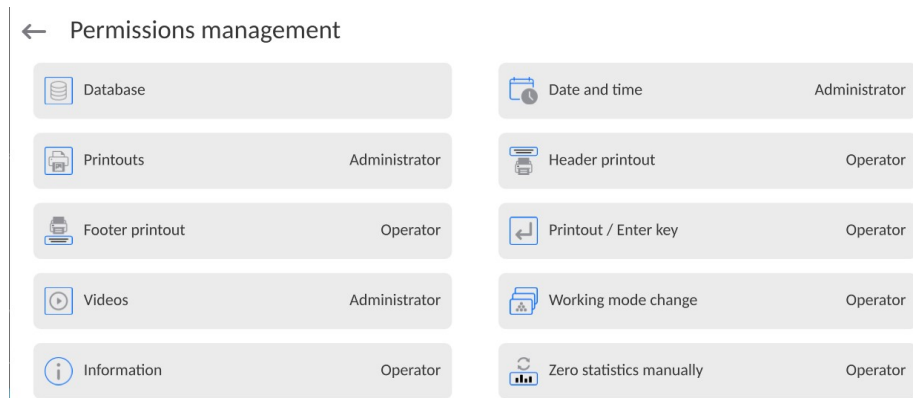 Permissions management
Database
Date and time Administrator
Printouts Administrator
Header printout Operator
Footer printout Operator
Printout / Enter key Operator
Videos Administrator
Working mode change Operator
Information Operator
Zero statistics manually Operator